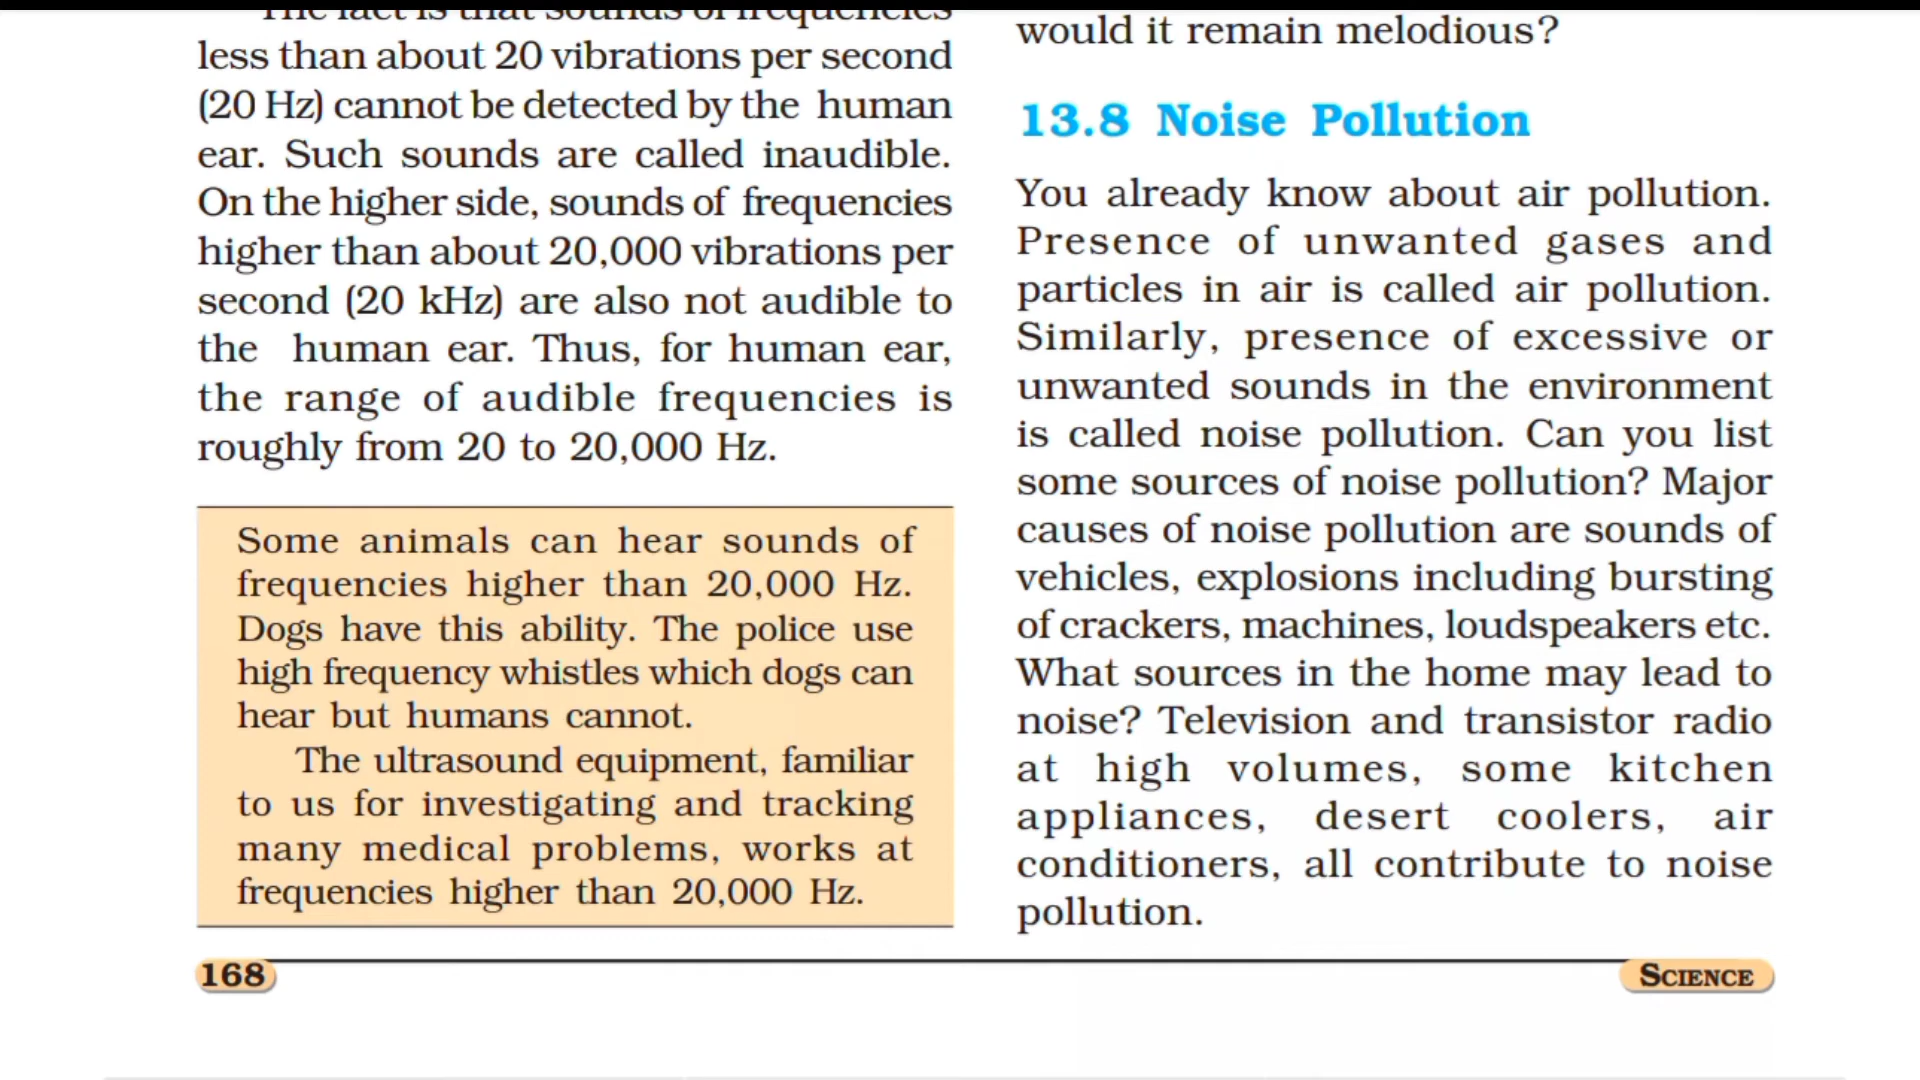 The fact is that sounds of frequencies
less than about 20 vibrations per second
(20 Hz) cannot be detected by the human
ear. Such sounds are called inaudible.
On the higher side, sounds of frequencies
higher than about 20,000 vibrations per
second (20 kHz) are also not audible to
the human ear. Thus, for human ear,
the range of audible frequencies is
roughly from 20 to 20,000 Hz.
Some animals can hear sounds of
frequencies higher than 20,000 Hz.
Dogs have this ability. The police use
high frequency whistles which dogs can
hear but humans cannot.
The ultrasound equipment, familiar
to us for investigating and tracking
many medical problems, works at
frequencies higher than 20,000 Hz.
would it remain melodious?
13.8 Noise Pollution
You already know about air pollution.
Presence of unwanted gases and
particles in air is called air pollution.
Similarly, presence of excessive or
unwanted sounds in the environment
is called noise pollution. Can you list
some sources of noise pollution? Major
causes of noise pollution are sounds of
vehicles, explosions including bursting
of crackers, machines, loudspeakers etc.
What sources in the home may lead to
noise? Television and transistor radio
at high volumes, some kitchen
appliances, desert coolers, air
conditioners, all contribute to noise
pollution.
168
SCIENCE